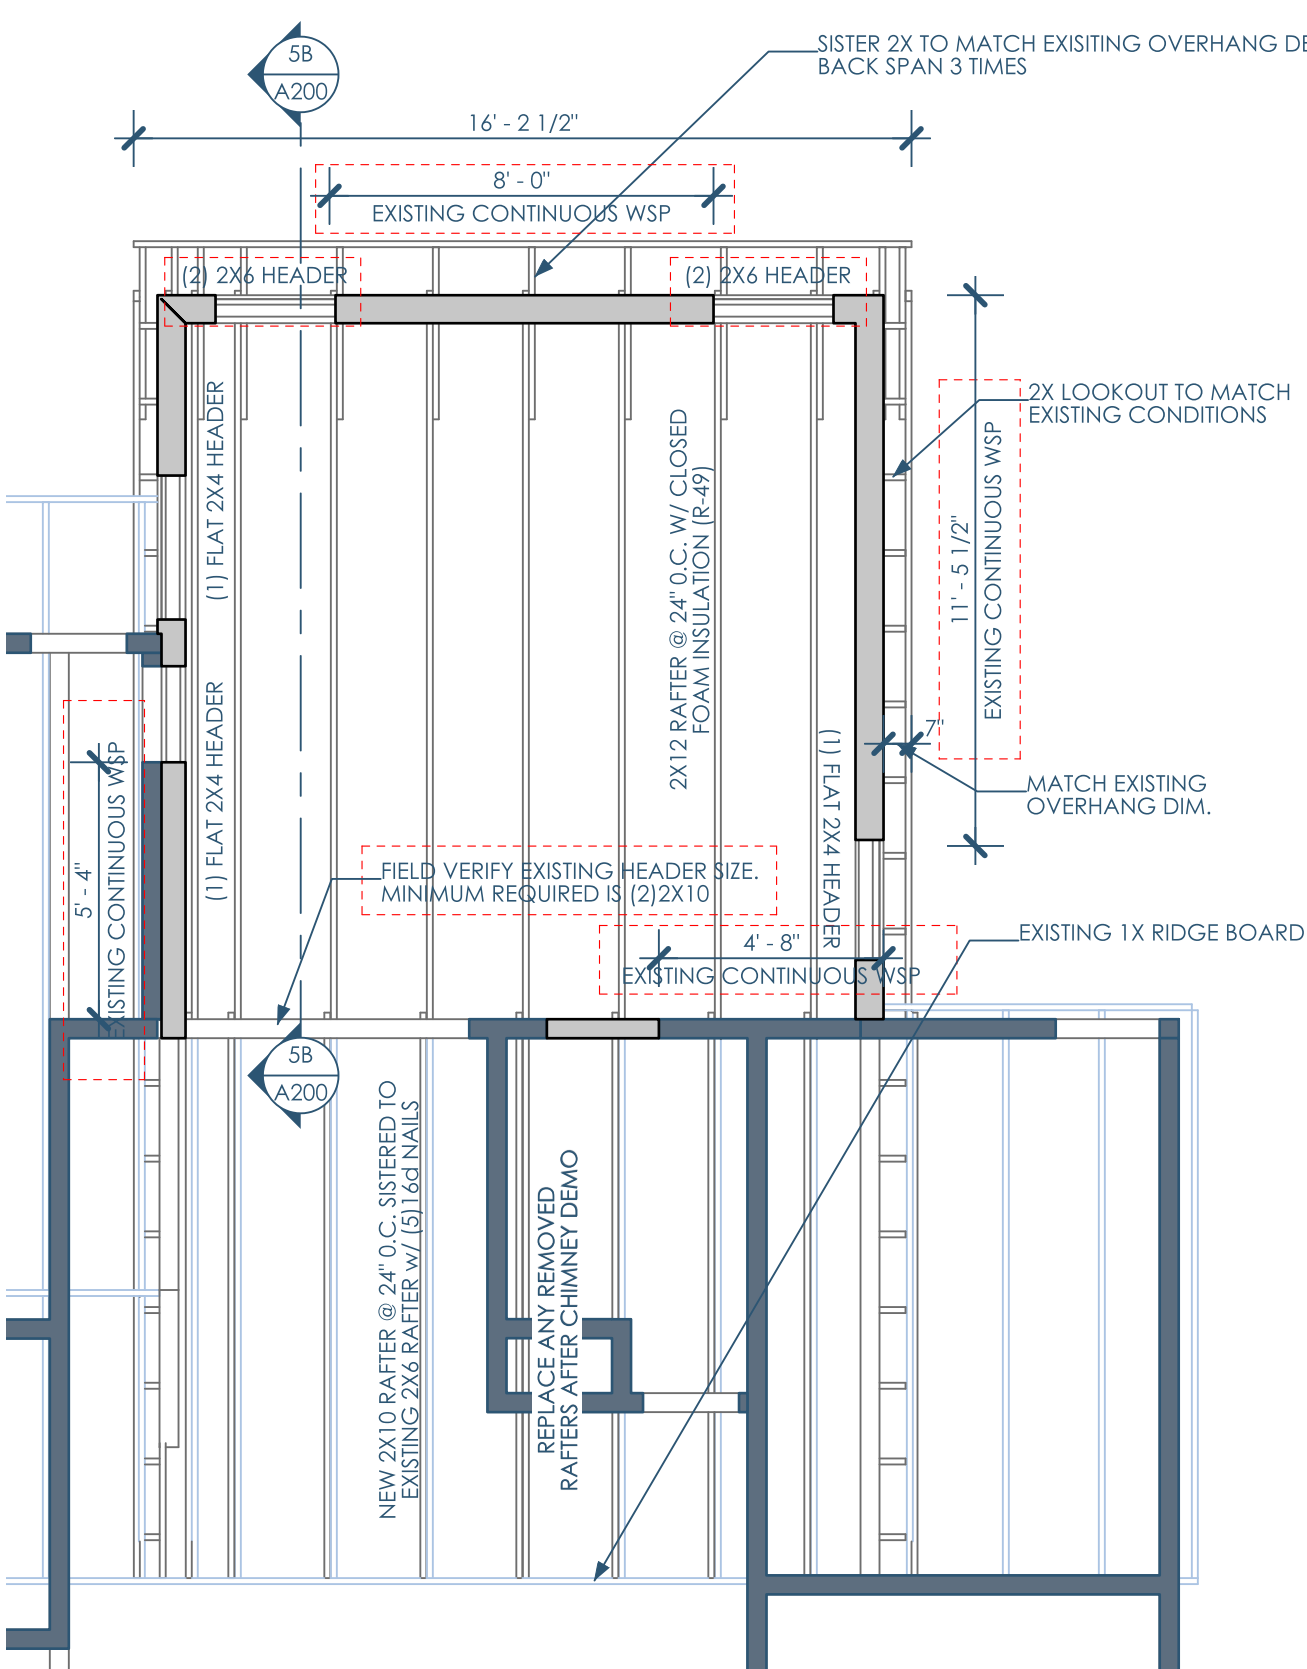 5B
A200
SISTER 2X TO MATCH EXISITING OVERHANG
BACK SPAN 3 TIMES
16' - 2 1/2"
8' - 0"
EXISTING CONTINUOUS WSP
(2) 2X6 HEADER
(2) 2X6 HEADER
2X LOOKOUT TO MATCH
EXISTING CONDITIONS
(1) FLAT 2X4 HEADER
2X12 RAFTER @ 24" 0.C. W/ CLOSED
FOAM INSULATION (R-49)
11' - 5 1/2"
EXISTING CONTINUOUS WSP
(1) FLAT 2X4 HEADER
(1) FLAT 2X4 HEADER
7"
MATCH EXISTING
OVERHANG DIM.
5' - 4"
EXISTING CONTINUOUS WSP
FIELD VERIFY EXISTING HEADER SIZE.
MINIMUM REQUIRED IS (2)2X10
4' - 8"
EXISTING CONTINUOUS WSP
EXISTING 1X RIDGE BOARD
5B
A200
NEW 2X10 RAFTER @ 24" 0.C. SISTERED TO
EXISTING 2X6 RAFTER w/ (5)16d NAILS
REPLACE ANY REMOVED
RAFTERS AFTER CHIMNEY DEMO